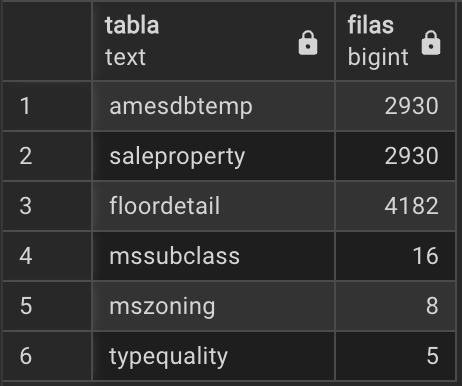 tabla filas
text bigint
1 amesdbtemp 2930
2 saleproperty 2930
3 floordetail 4182
4 mssubclass 16
5 mszoning 8
6 typequality 5